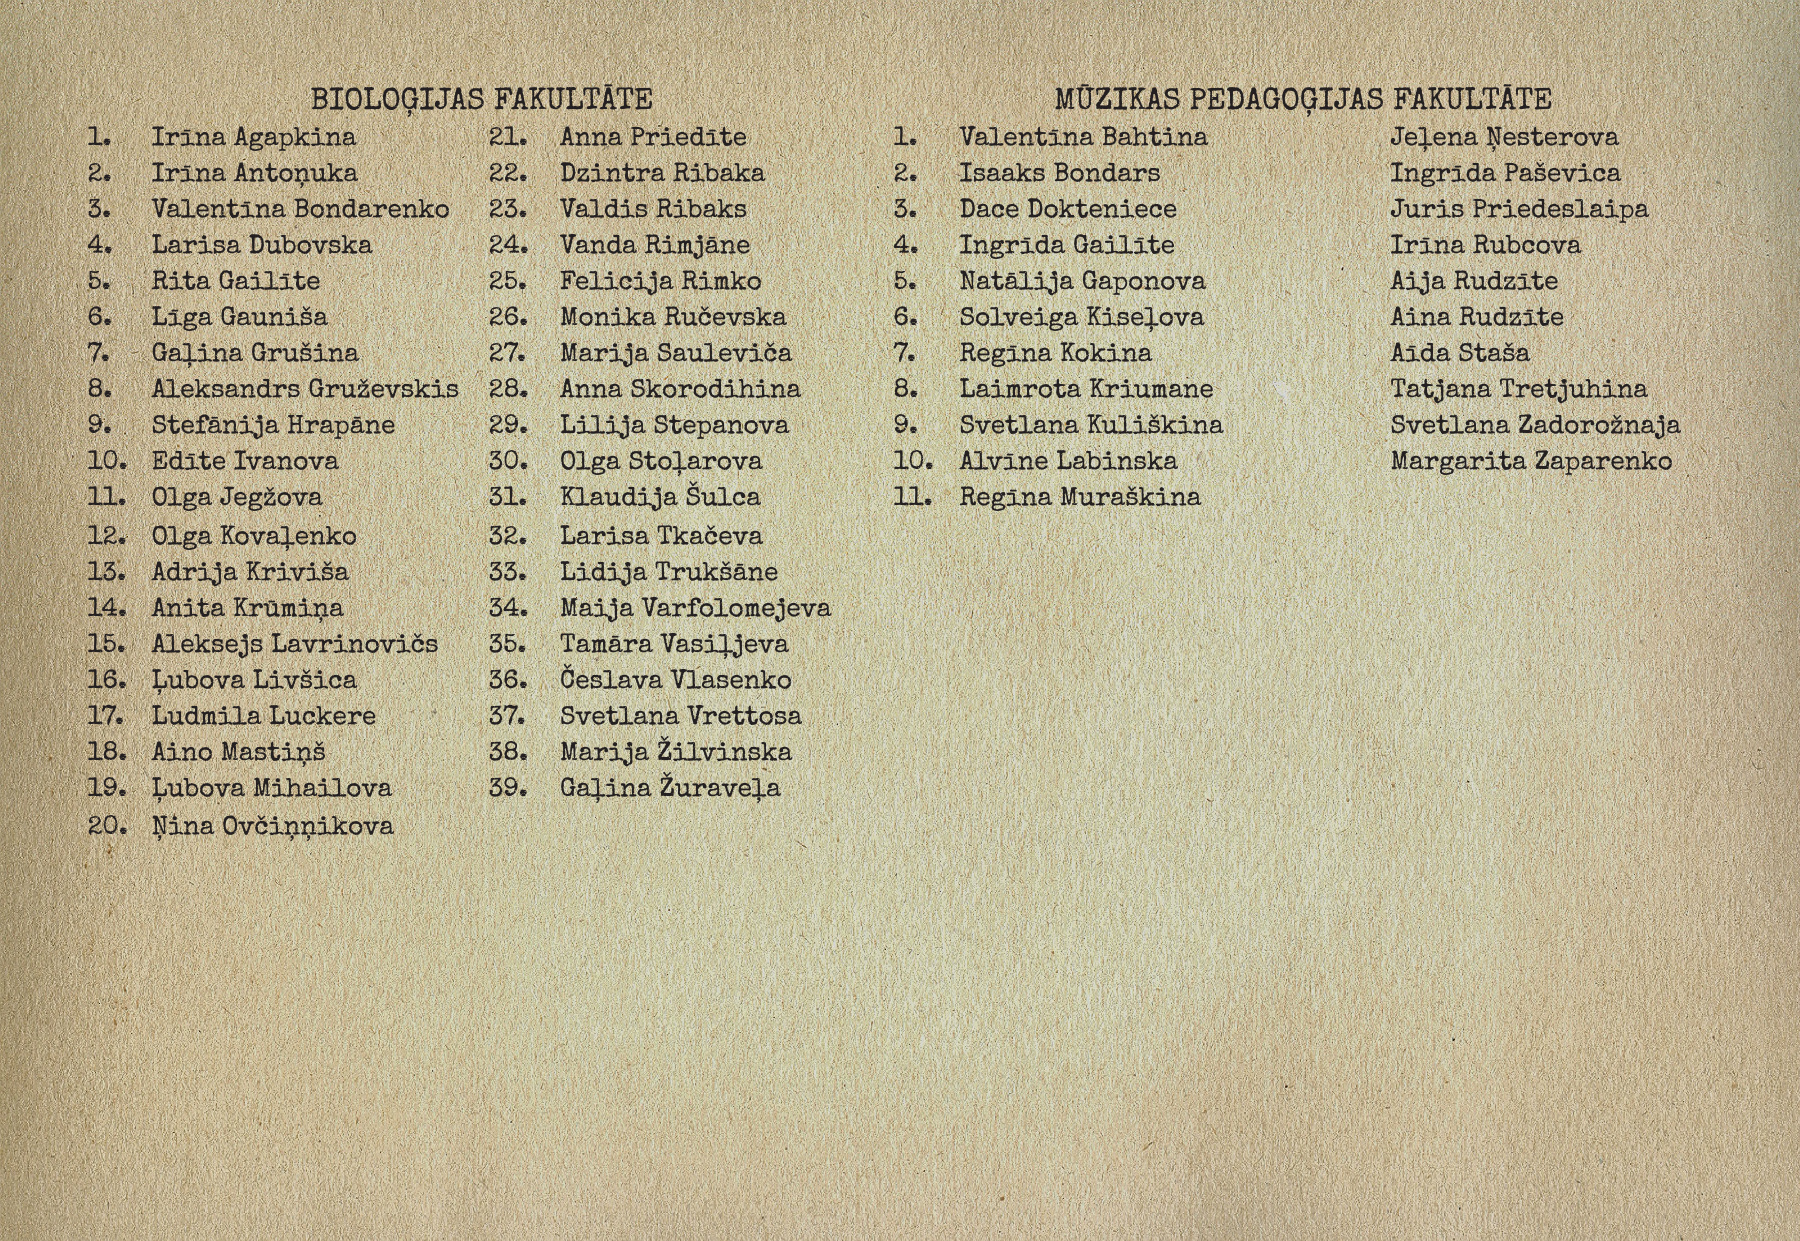 BIOLOĢIJAS FAKULTĀTE
1. Irīna Agapkina
2. Irīna Antoņuka
3. Valentīna Bondarenko
4. Larisa Dubovska
5. Rita Gailīte
6. Līga Gauniša
7. Gaļina Grušina
8. Aleksandrs Gruževskis
9. Stefānija Hrapāne
10. Edīte Ivanova
11. Olga Jegžova
12. Olga Kovaļenko
13. Adrija Kriviša
14. Anita Krūmiņa
15. Aleksejs Lavrinovičs
16. Ļubova Livšica
17. Ludmila Luckere
18. Aino Mastiņš
19. Ļubova Mihailova
20. Ņina Ovčiņņikova
21. Anna Priedīte
22. Dzintra Ribaka
23. Valdis Ribaks
24. Vanda Rimjāne
25. Felicija Rimko
26. Monika Ručevska
27. Marija Sauleviča
28. Anna Skorodihina
29. Lilija Stepanova
30. Olga Stoļarova
31. Klaudija Šulca
32. Larisa Tkačeva
33. Lidija Trukšāne
34. Maija Varfolomejeva
35. Tamāra Vasiļjeva
36. Česlava Vlasenko
37. Svetlana Vrettosa
38. Marija Žilvinska
39. Gaļina Žuraveļa
MŪZIKAS PEDAGOĢIJAS FAKULTĀTE
1. Valentīna Bahtina
2. Isaaks Bondars
3. Dace Dokteniece
4. Ingrīda Gailīte
5. Natālija Gaponova
6. Solveiga Kiseļova
7. Regīna Kokina
8. Laimrota Kriumane
9. Svetlana Kuliškina
10. Alvīne Labinska
11. Regīna Muraškina
Jeļena Ņesterova
Ingrīda Paševica
Juris Priedeslaipa
Irīna Rubcova
Aija Rudzīte
Aina Rudzīte
Aīda Staša
Tatjana Tretjuhina
Svetlana Zadorožnaja
Margarita Zaparenko